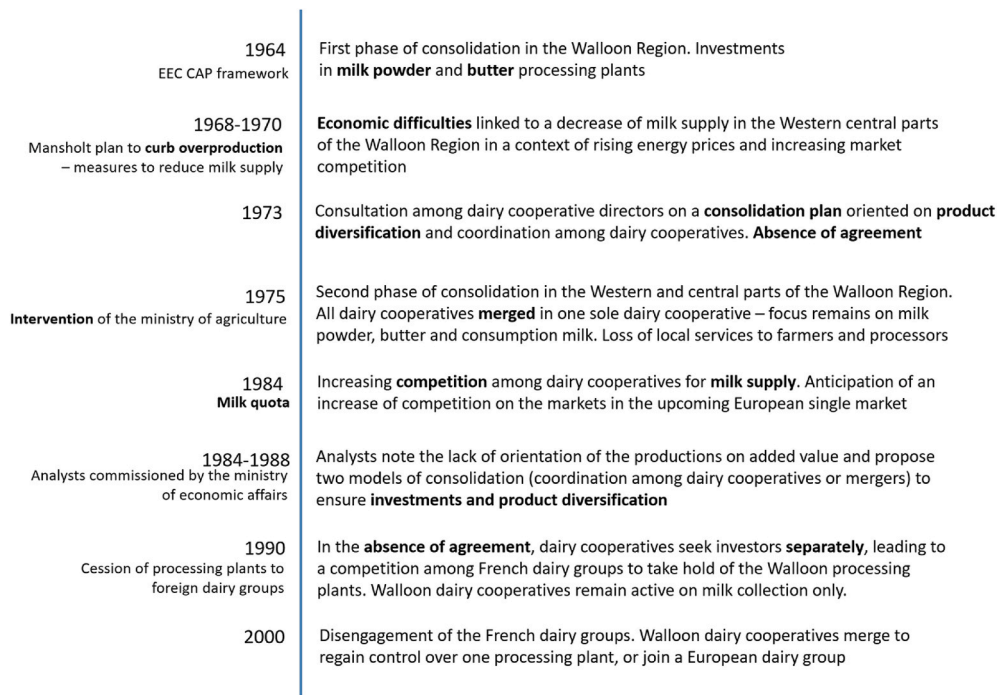 1964
EEC CAP framework
First phase of consolidation in the Walloon Region. Investments
in milk powder and butter processing plants
1968-1970
Mansholt plan to curb overproduction
– measures to reduce milk supply
Economic difficulties linked to a decrease of milk supply in the Western central parts
of the Walloon Region in a context of rising energy prices and increasing market
competition
1973
Consultation among dairy cooperative directors on a consolidation plan oriented on product
diversification and coordination among dairy cooperatives. Absence of agreement
1975
Intervention of the ministry of agriculture
Second phase of consolidation in the Western and central parts of the Walloon Region.
All dairy cooperatives merged in one sole dairy cooperative – focus remains on milk
powder, butter and consumption milk. Loss of local services to farmers and processors
1984
Milk quota
Increasing competition among dairy cooperatives for milk supply. Anticipation of an
increase of competition on the markets in the upcoming European single market
1984-1988
Analysts commissioned by the ministry
of economic affairs
Analysts note the lack of orientation of the productions on added value and propose
two models of consolidation (coordination among dairy cooperatives or mergers) to
ensure investments and product diversification
1990
Cession of processing plants to
foreign dairy groups
In the absence of agreement, dairy cooperatives seek investors separately, leading to
a competition among French dairy groups to take hold of the Walloon processing
plants. Walloon dairy cooperatives remain active on milk collection only.
2000
Disengagement of the French dairy groups. Walloon dairy cooperatives merge to
regain control over one processing plant, or join a European dairy group